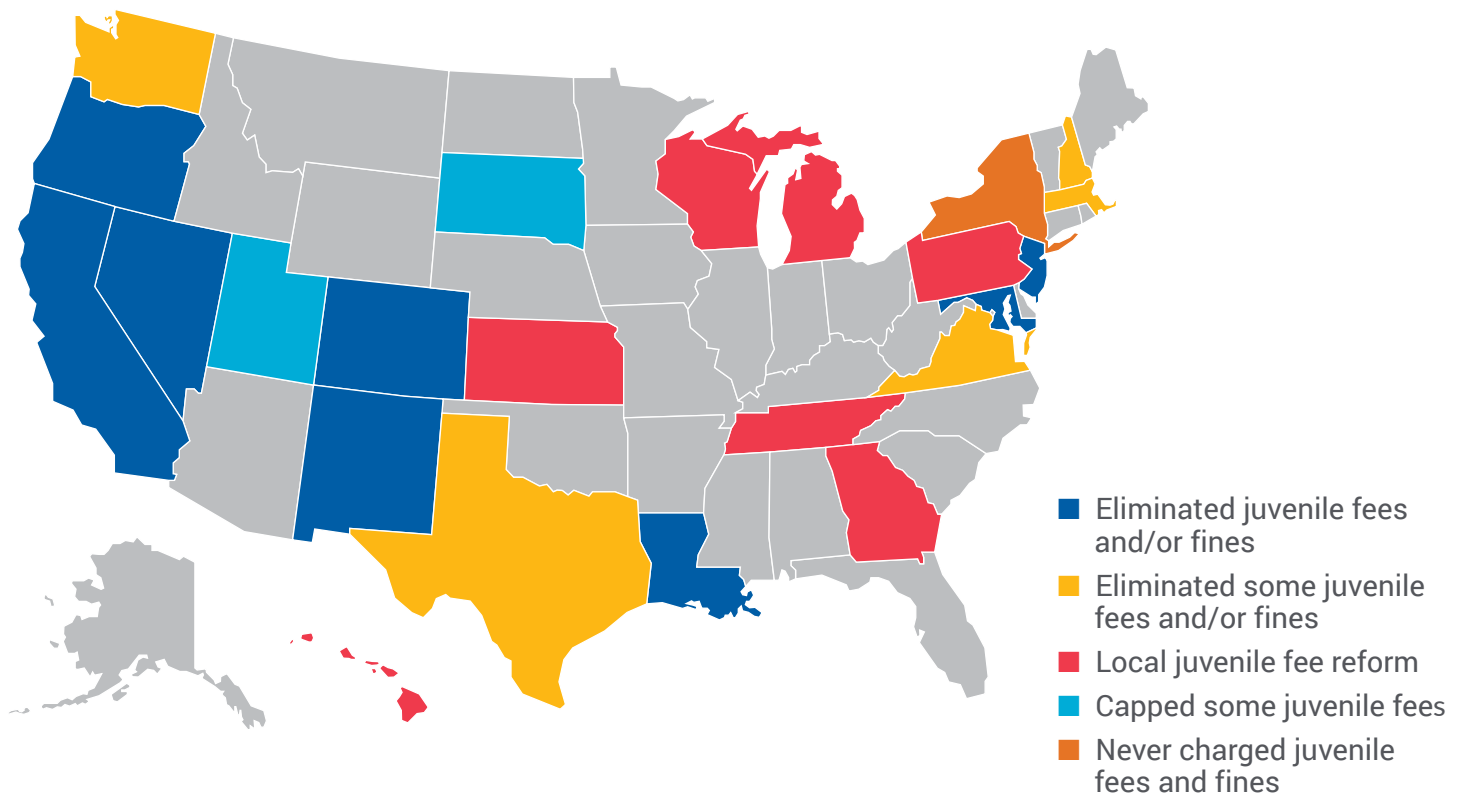 Eliminated juvenile fees
and/or fines
Eliminated some juvenile
fees and/or fines
Local juvenile fee reform
Capped some juvenile fees
Never charged juvenile
fees and fines